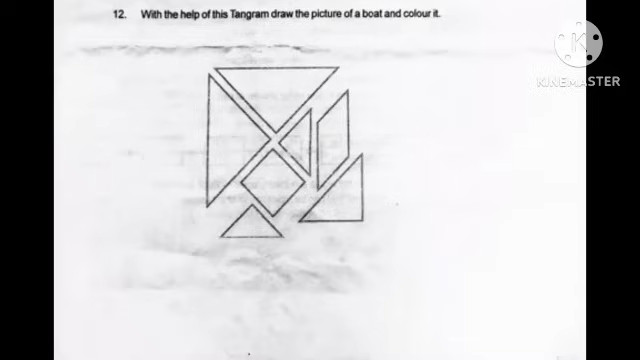 12. With the help of this Tangram draw the picture of a boat and colour it.
KINEMASTER